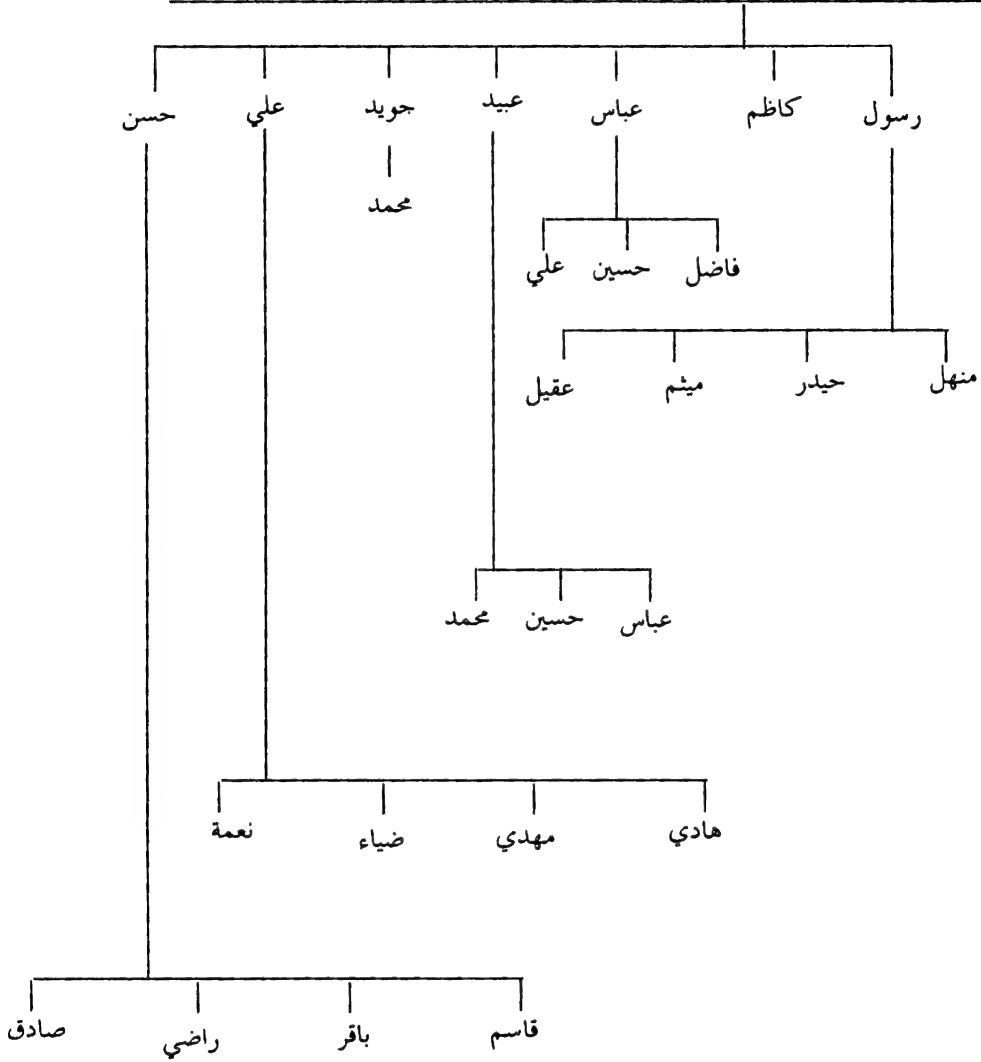 رسول كاظم عباس عبيد جويد علي حسن
محمد
فاضل حسين علي
منهل حيدر ميثم عقيل
عباس حسين محمد
هادي مهدي ضياء نعمة
قاسم باقر راضي صادق